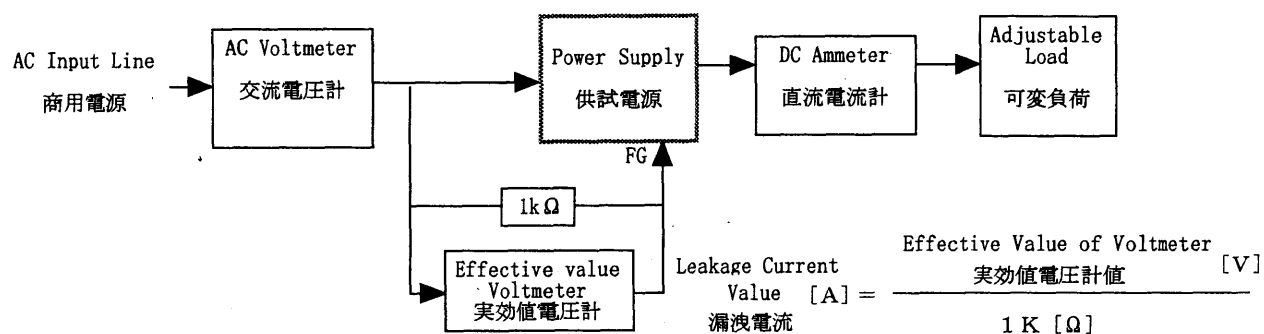 AC Input Line
商用電源
AC Voltmeter
交流電圧計
Power Supply
供試電源
DC Ammeter
直流電流計
Adjustable
Load
可変負荷
FG
1kΩ
Effective value
Voltmeter
実効値電圧計
Leakage Current
Value [A] =
漏洩電流
Effective Value of Voltmeter
実効値電圧計値 [V]
1 K [Ω]